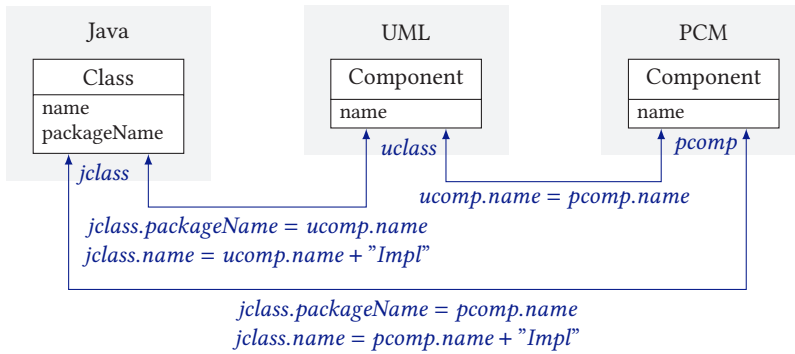 Java
UML
PCM
Class
name
packageName
Component
name
Component
name
jclass
uclass
pcomp
ucomp.name = pcomp.name
jclass.packageName = ucomp.name
jclass.name = ucomp.name + "Impl"
jclass.packageName = pcomp.name
jclass.name = pcomp.name + "Impl"